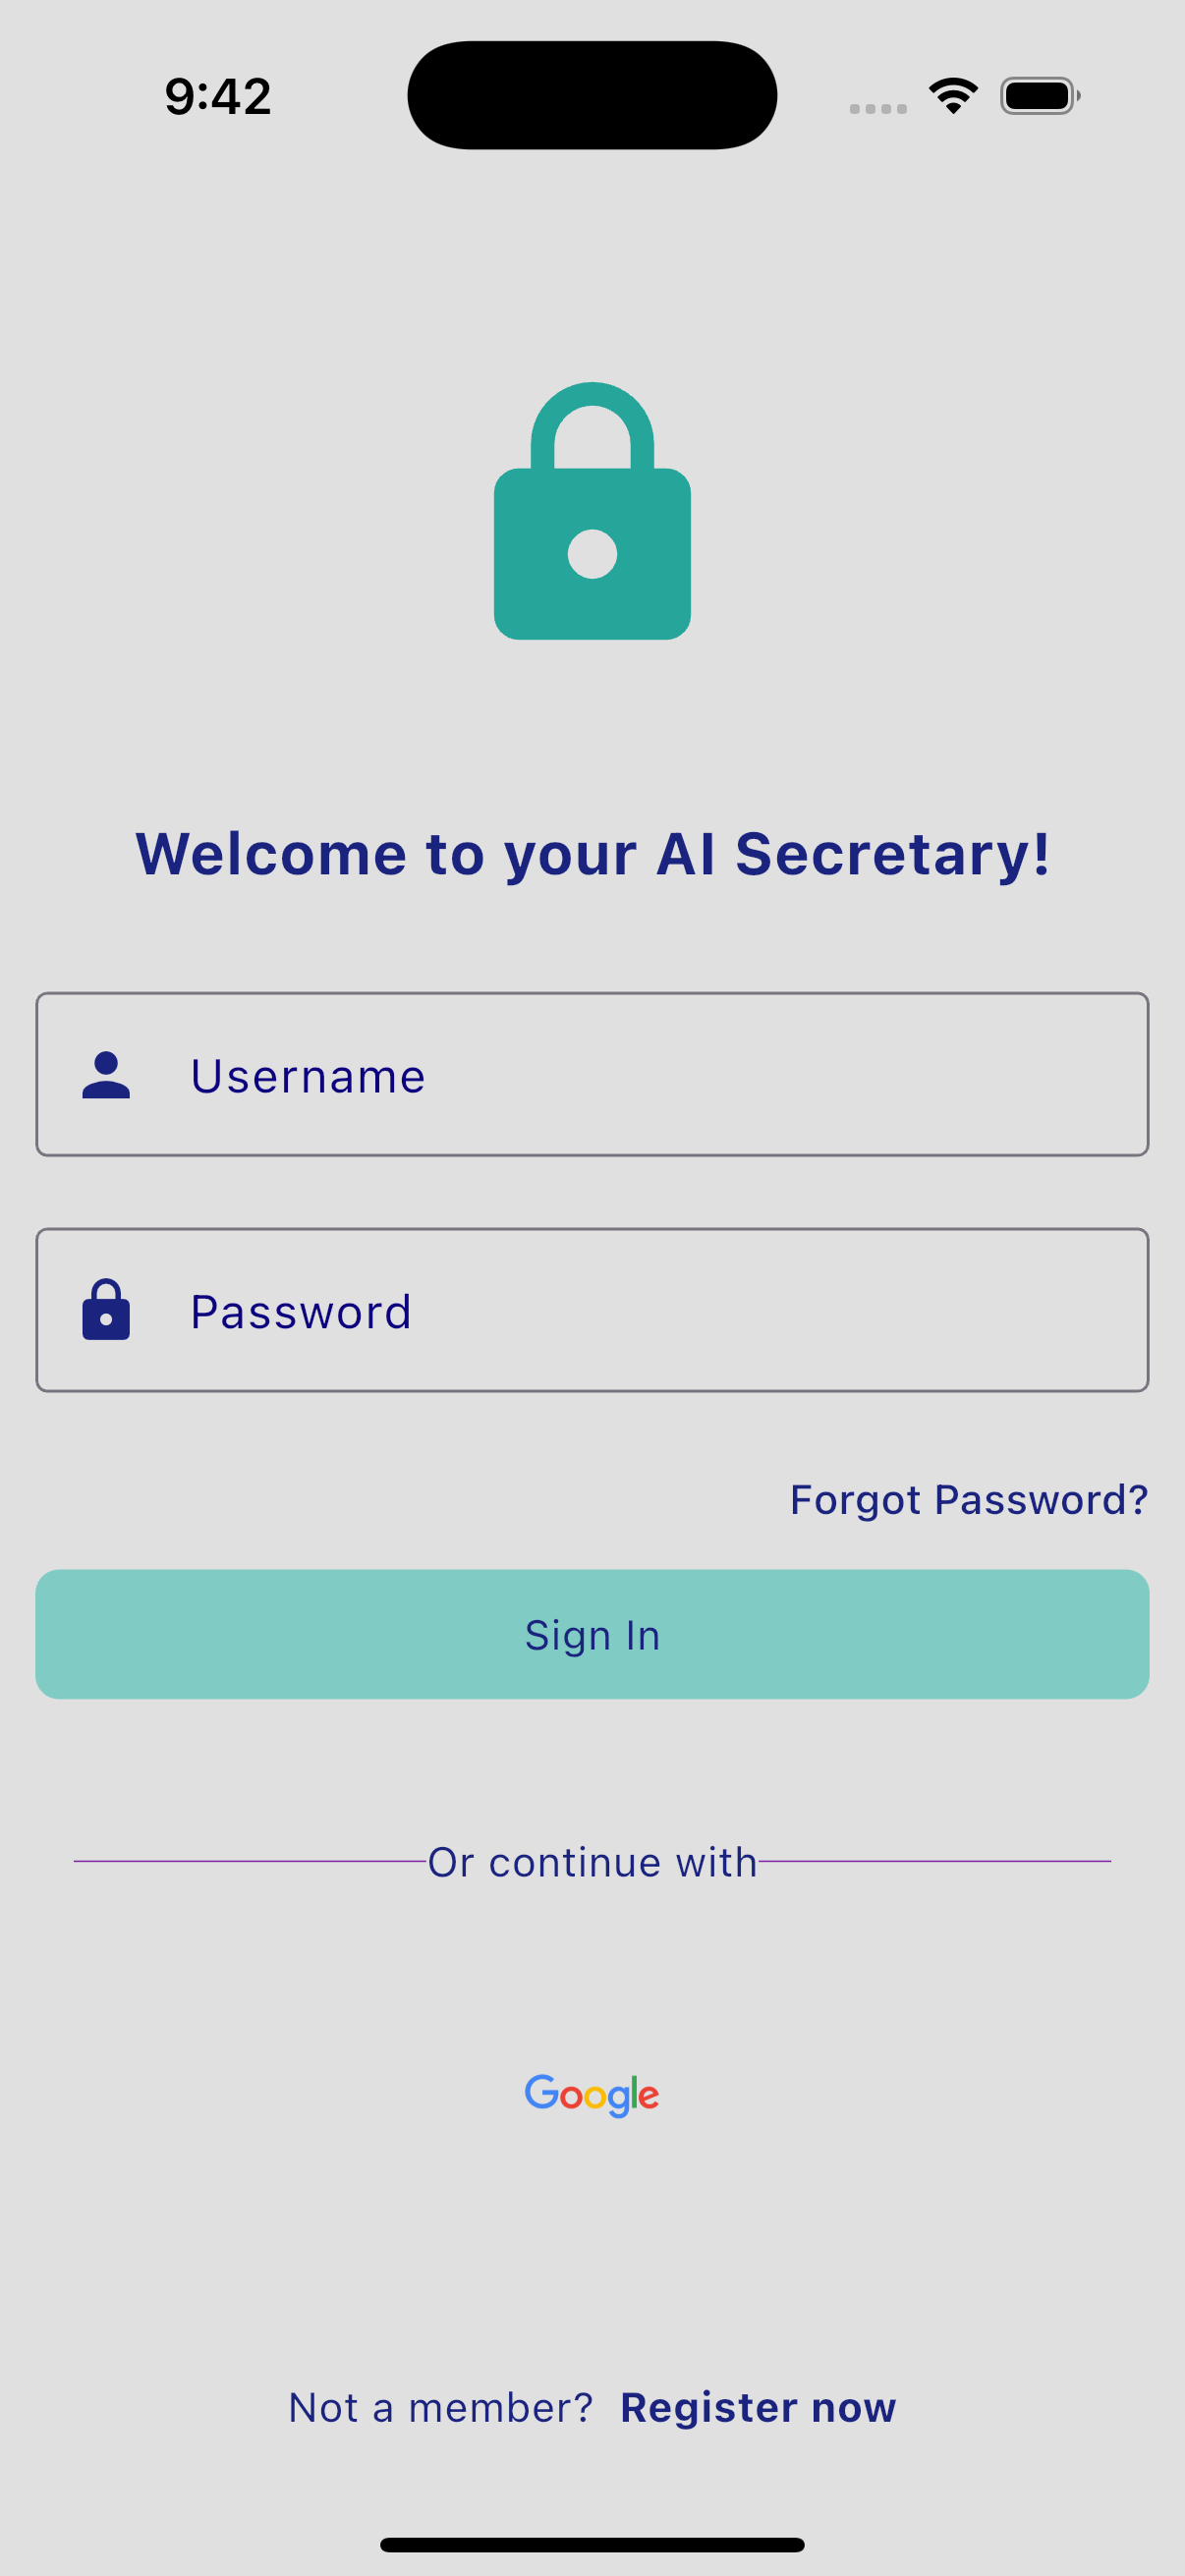 9:42
Welcome to your AI Secretary!
Username
Password
Forgot Password?
Sign In
Or continue with
Google
Not a member? Register now